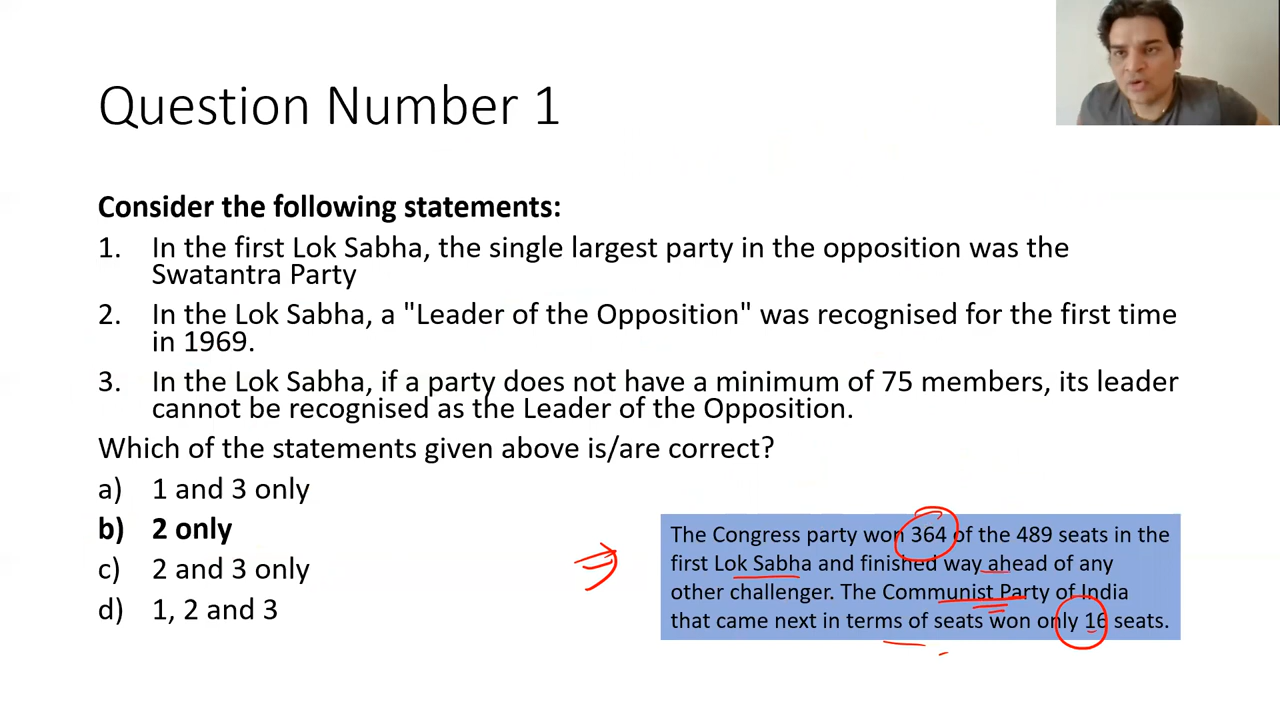 Question Number 1
Consider the following statements:
1. In the first Lok Sabha, the single largest party in the opposition was the
Swatantra Party
2. In the Lok Sabha, a "Leader of the Opposition" was recognised for the first time
in 1969.
3. In the Lok Sabha, if a party does not have a minimum of 75 members, its leader
cannot be recognised as the Leader of the Opposition.
Which of the statements given above is/are correct?
a) 1 and 3 only
b) 2 only
c) 2 and 3 only
d) 1, 2 and 3
The Congress party won 364 of the 489 seats in the
first Lok Sabha and finished way ahead of any
other challenger. The Communist Party of India
that came next in terms of seats won only 16 seats.